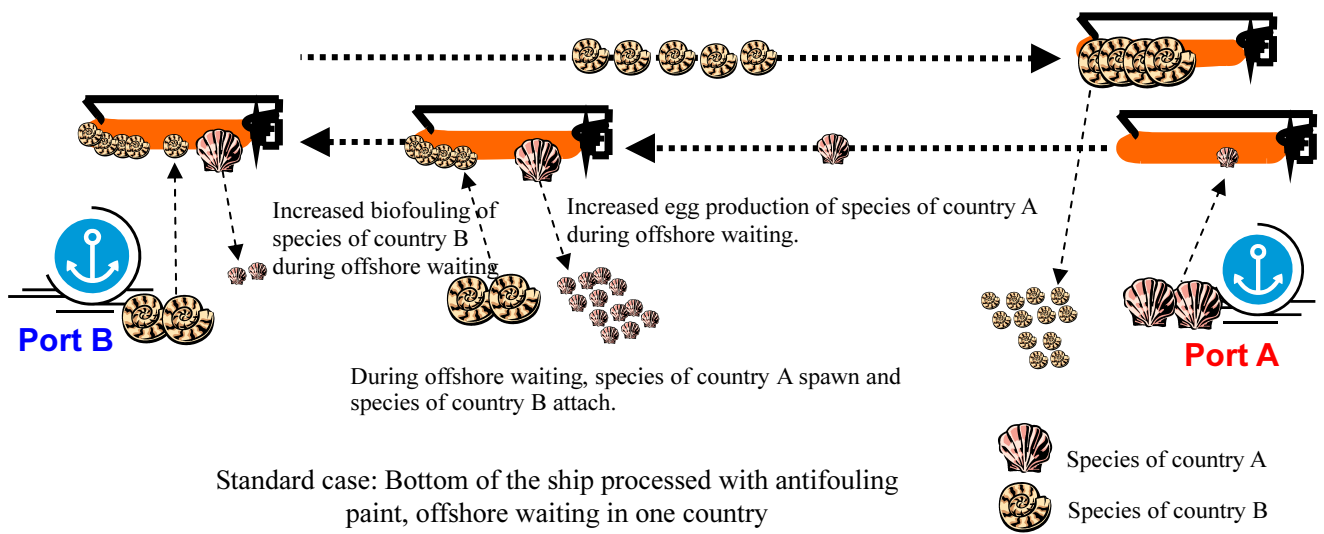 Increased biofouling of
species of country B
during offshore waiting
Increased egg production of species of country A
during offshore waiting.
Port B
Port A
During offshore waiting, species of country A spawn and
species of country B attach.
Standard case: Bottom of the ship processed with antifouling
paint, offshore waiting in one country
Species of country A
Species of country B